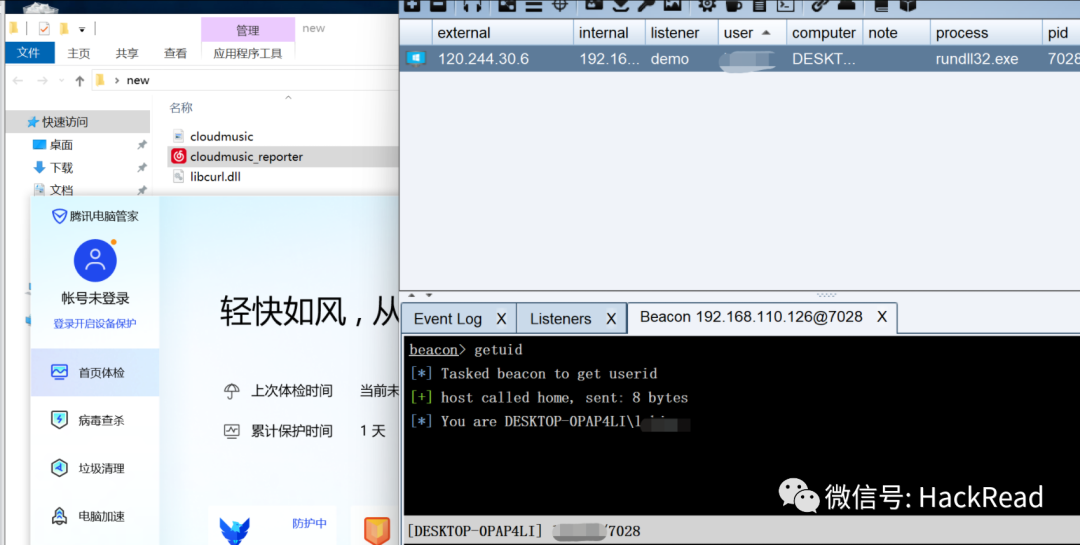 管理
new
文件
主页
共享
查看
应用程序工具
new
名称
快速访问
桌面
下载
文档
cloudmusic
cloudmusic_reporter
libcurl.dll
腾讯电脑管家
帐号未登录
登录开启设备保护
首页体检
病毒查杀
垃圾清理
电脑加速
轻快如风，从
上次体检时间
当前未
累计保护时间
1 天
防护中
external internal listener user computer note process pid
120.244.30.6 192.16... demo DESKT... rundll32.exe 7028
Event Log X Listeners X Beacon 192.168.110.126@7028 X
beacon> getuid
[*] Tasked beacon to get userid
[+] host called home, sent: 8 bytes
[*] You are DESKTOP-0PAP4LI\l
微信号: HackRead
[DESKTOP-0PAP4LI] /7028